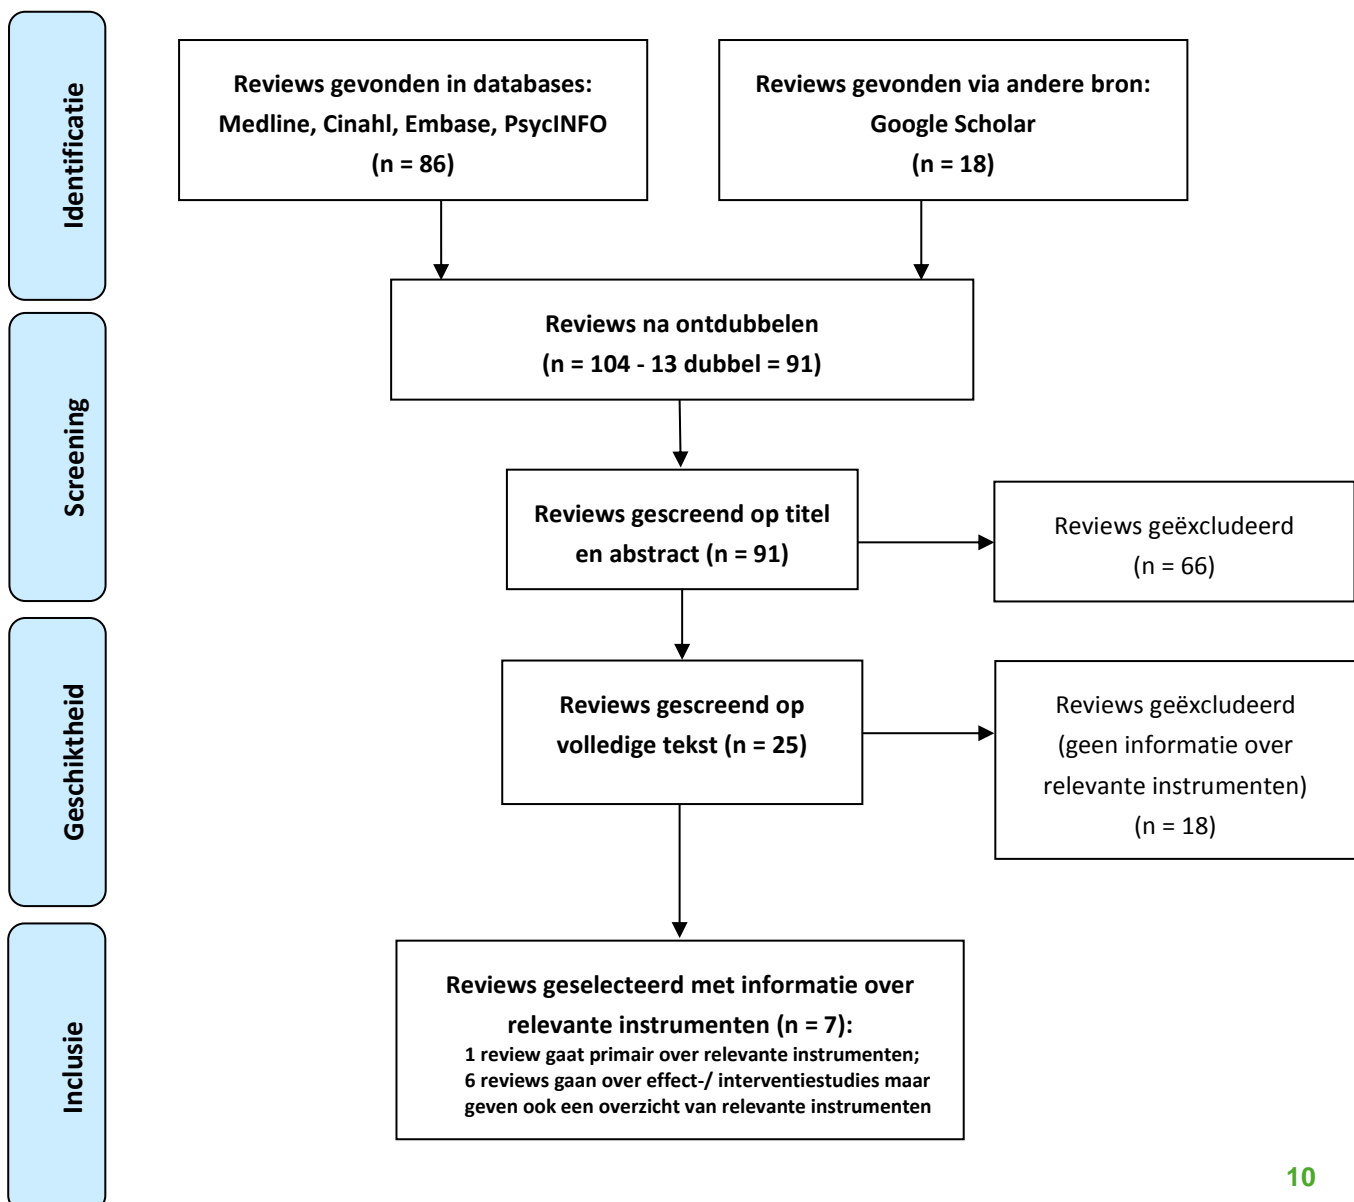 Identificatie
Reviews gevonden in databases:
Medline, Cinahl, Embase, PsycINFO
(n = 86)
Reviews gevonden via andere bron:
Google Scholar
(n = 18)
Screening
Reviews na ontdubbelen
(n = 104 - 13 dubbel = 91)
Reviews gescreend op titel
en abstract (n = 91)
Reviews geëxcludeerd
(n = 66)
Geschiktheid
Reviews gescreend op
volledige tekst (n = 25)
Reviews geëxcludeerd
(geen informatie over
relevante instrumenten)
(n = 18)
Inclusie
Reviews geselecteerd met informatie over
relevante instrumenten (n = 7):
1 review gaat primair over relevante instrumenten;
6 reviews gaan over effect-/ interventiestudies maar
geven ook een overzicht van relevante instrumenten
10